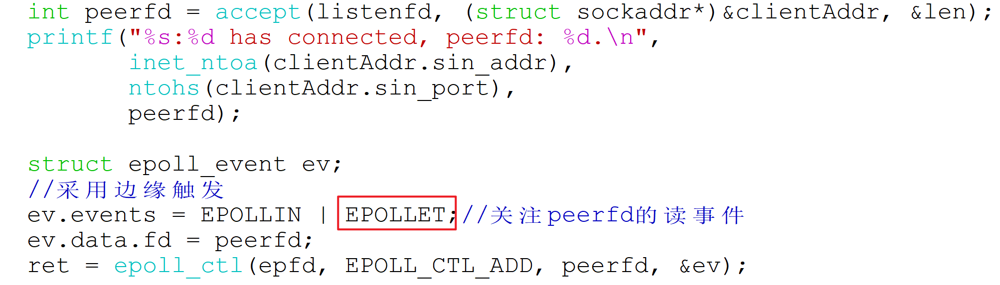 int peerfd = accept(listenfd, (struct sockaddr*)&clientAddr, &len);
printf("%s:%d has connected, peerfd: %d.\n",
inet_ntoa(clientAddr.sin_addr),
ntohs(clientAddr.sin_port),
peerfd);
struct epoll_event ev;
//采用边缘触发
ev.events = EPOLLIN | EPOLLET;//关注peerfd的读事件
ev.data.fd = peerfd;
ret = epoll_ctl(epfd, EPOLL_CTL_ADD, peerfd, &ev);